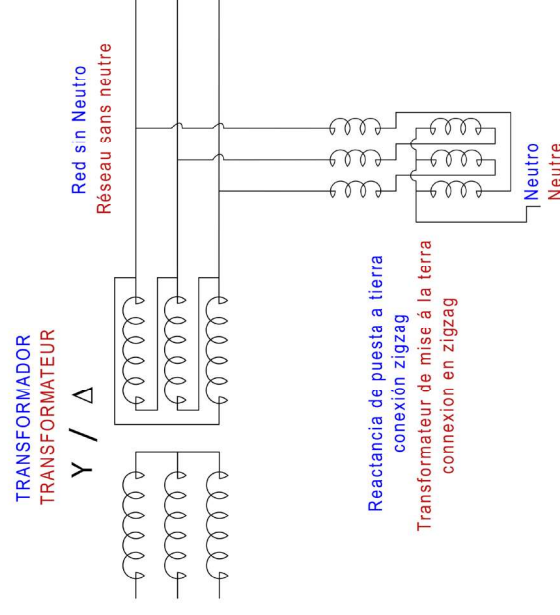 TRANSFORMADOR
TRANSFORMATEUR
Y / Δ
Red sin Neutro
Réseau sans neutre
Reactancia de puesta a tierra
conexión zigzag
Transformateur de mise á la terra
connexion en zigzag
Neutro
Neutre